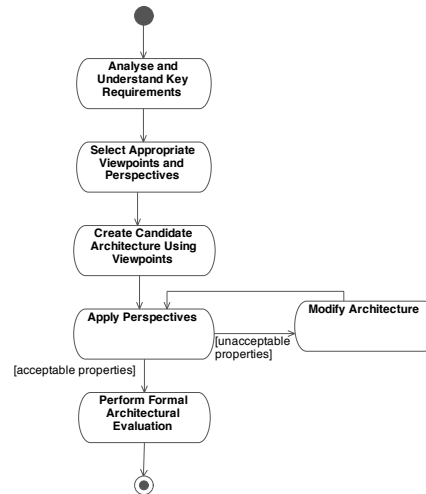 Analyse and
Understand Key
Requirements
Select Appropriate
Viewpoints and
Perspectives
Create Candidate
Architecture Using
Viewpoints
Apply Perspectives
Modify Architecture
[unacceptable
properties]
[acceptable properties]
Perform Formal
Architectural
Evaluation